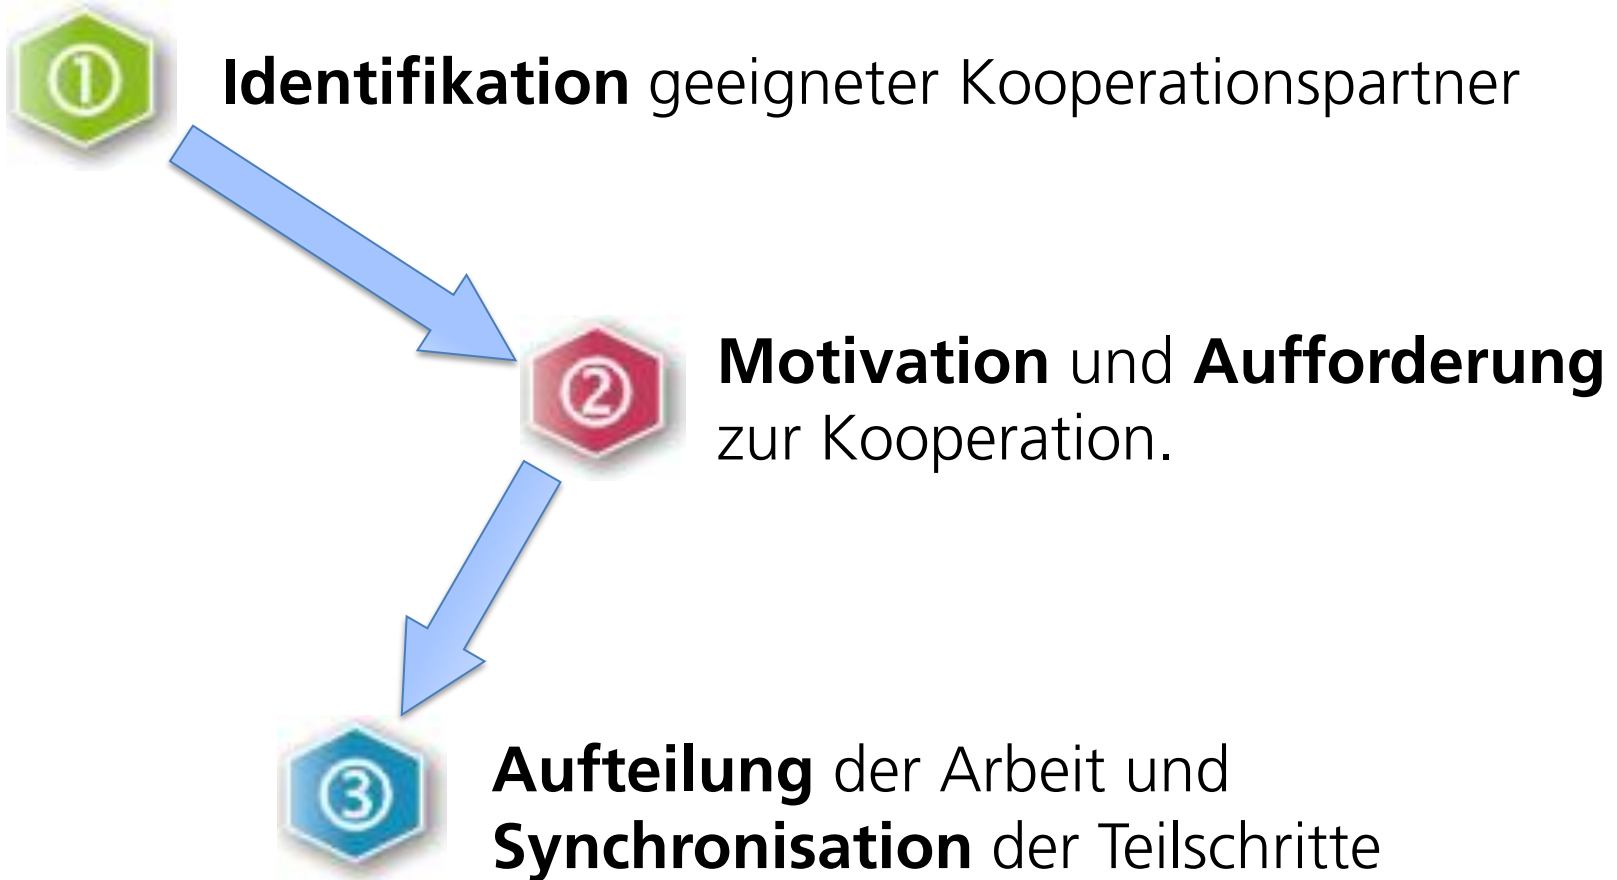 ① Identifikation geeigneter Kooperationspartner
② Motivation und Aufforderung
zur Kooperation.
③ Aufteilung der Arbeit und
Synchronisation der Teilschritte